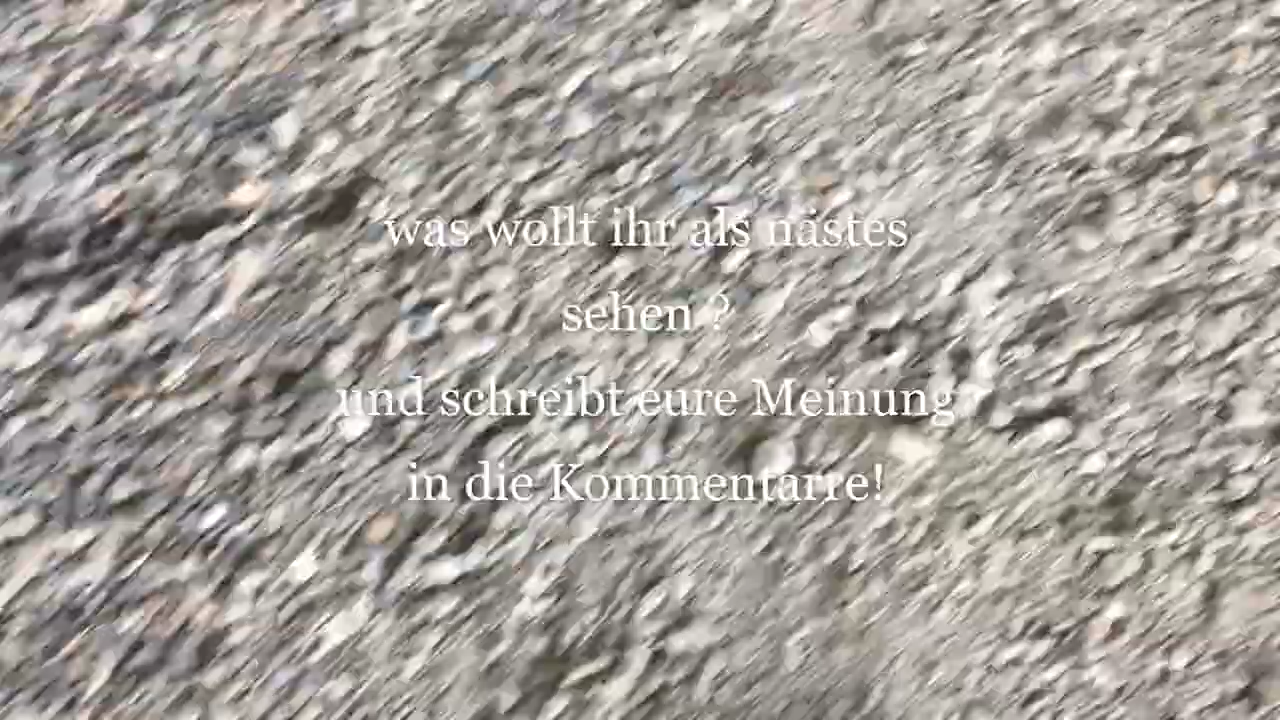 was wollt ihr als nästes
sehen ?
und schreibt eure Meinung
in die Kommentarre!